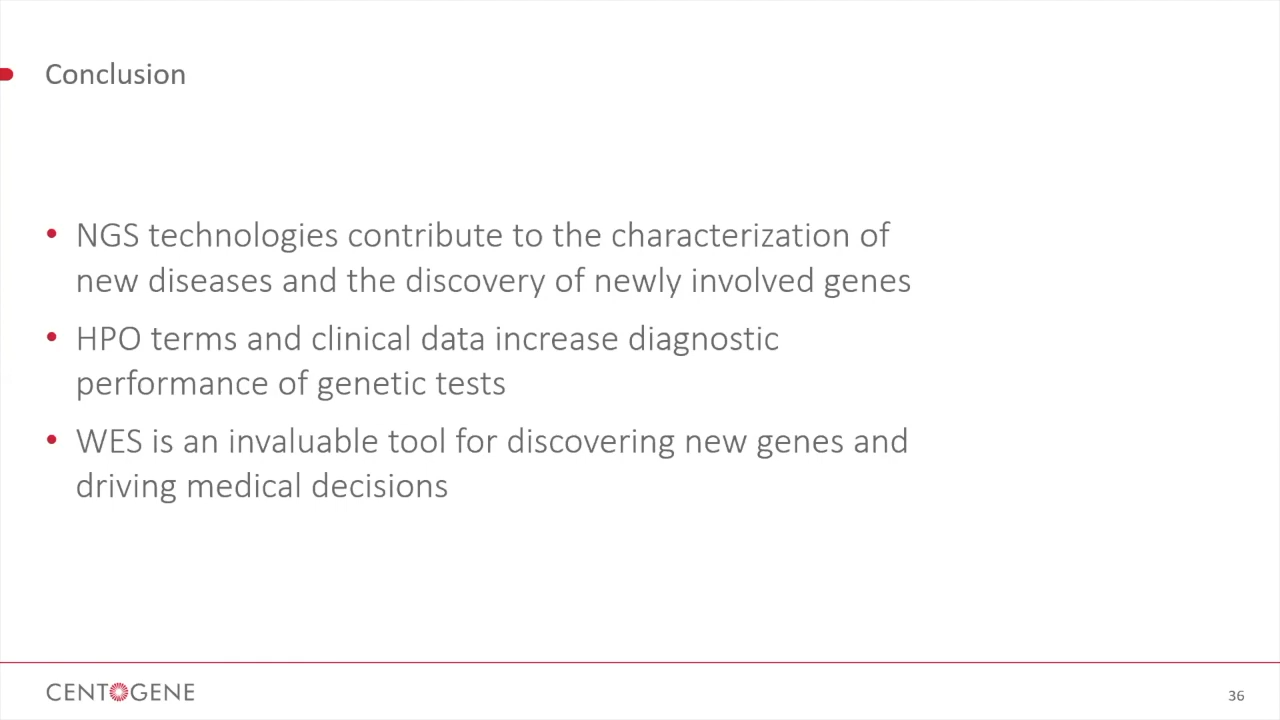 Conclusion
• NGS technologies contribute to the characterization of
new diseases and the discovery of newly involved genes
• HPO terms and clinical data increase diagnostic
performance of genetic tests
• WES is an invaluable tool for discovering new genes and
driving medical decisions
CENTOGENE
36